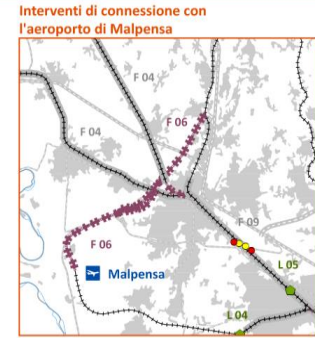 Interventi di connessione con
l'aeroporto di Malpensa
F 04
F 06
F 04
F 09
F 06
L 05
Malpensa
L 04